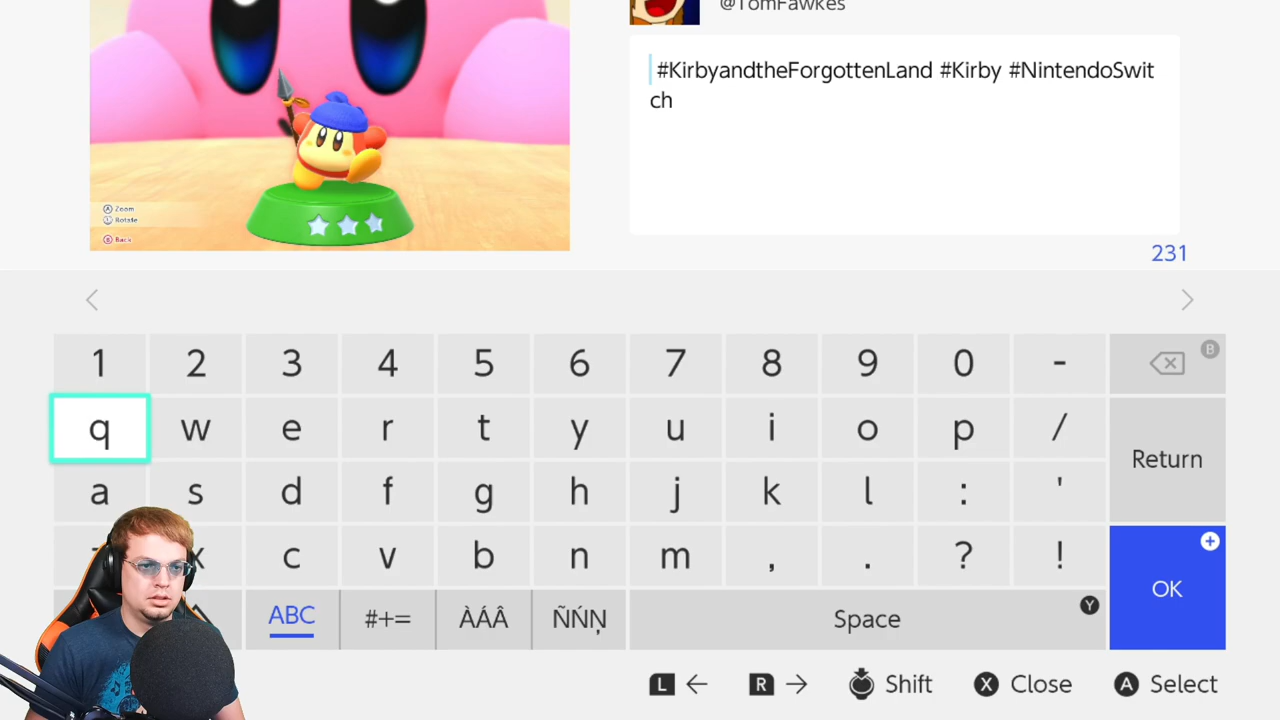 @TomFawkes
#KirbyandtheForgottenLand #Kirby #NintendoSwit
ch
A Zoom
L Rotate
B Back
231
1 2 3 4 5 6 7 8 9 0 - B
q w e r t y u i o p /
Return
a s d f g h j k l : '
x c v b n m , . ? ! +
OK
ABC #+= ÀÁÂ ÑŃŅ Space Y
L ← R → Shift X Close A Select